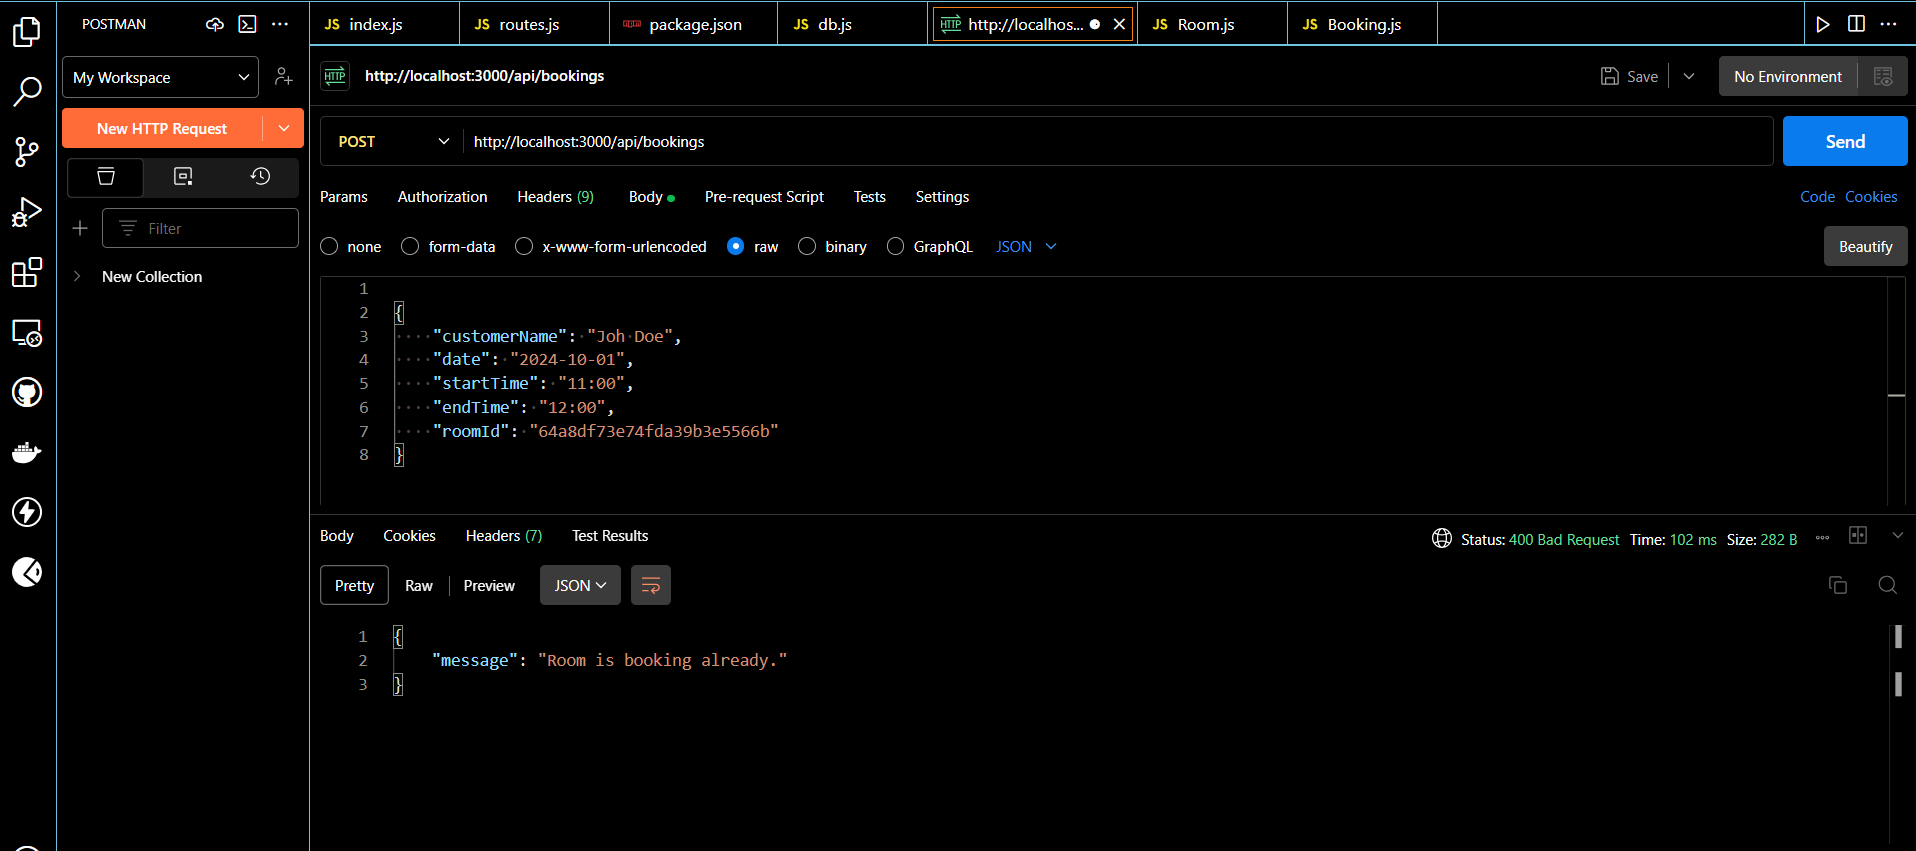 POSTMAN
JS index.js
JS routes.js
package.json
JS db.js
HTTP http://localhos...
JS Room.js
JS Booking.js
My Workspace
New HTTP Request
Filter
New Collection
HTTP http://localhost:3000/api/bookings
Save
No Environment
POST http://localhost:3000/api/bookings
Send
Params Authorization Headers (9) Body Pre-request Script Tests Settings
Code Cookies
none form-data x-www-form-urlencoded raw binary GraphQL JSON
Beautify
1
2 {
3 "customerName": "Joh Doe",
4 "date": "2024-10-01",
5 "startTime": "11:00",
6 "endTime": "12:00",
7 "roomId": "64a8df73e74fda39b3e5566b"
8 }
Body Cookies Headers (7) Test Results
Status: 400 Bad Request Time: 102 ms Size: 282 B
Pretty Raw Preview JSON
1 {
2 "message": "Room is booking already."
3 }